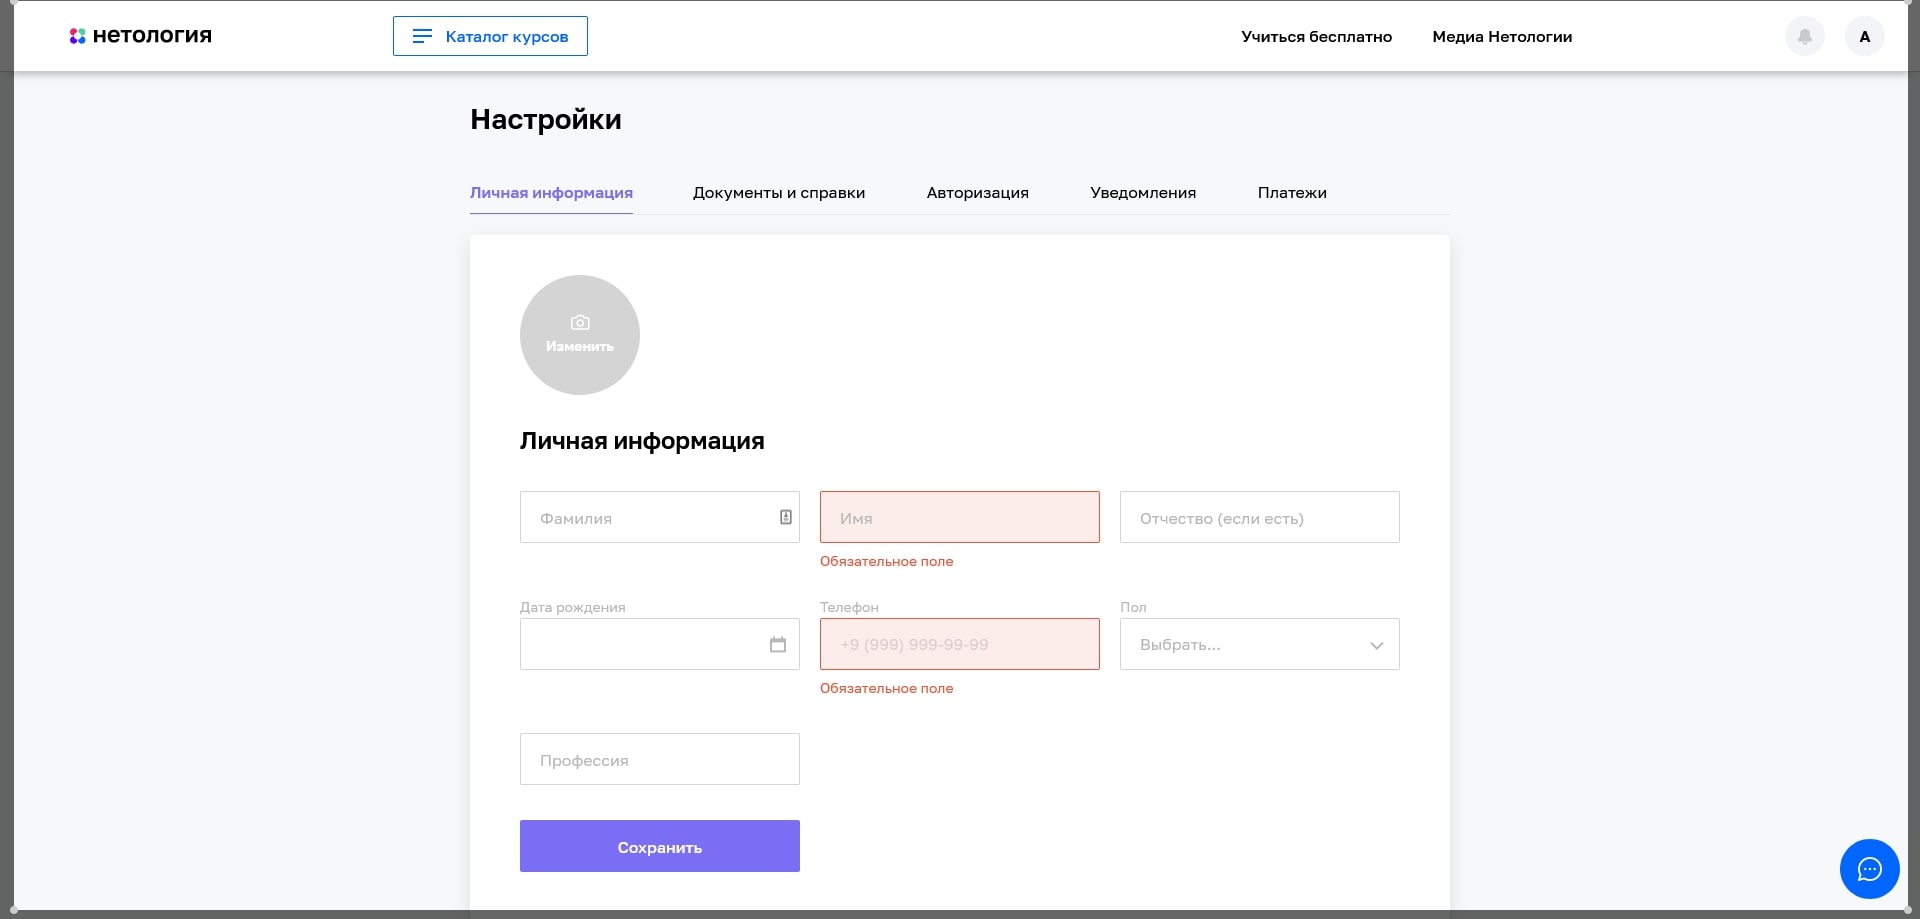 нетология
Каталог курсов
Учиться бесплатно
Медиа Нетологии
А
Настройки
Личная информация
Документы и справки
Авторизация
Уведомления
Платежи
Изменить
Личная информация
Фамилия
Имя
Отчество (если есть)
Обязательное поле
Дата рождения
Телефон
Пол
+9 (999) 999-99-99
Выбрать...
Обязательное поле
Профессия
Сохранить